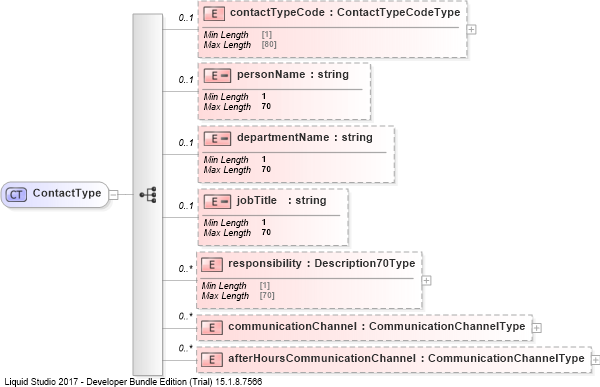 0..1
E contactTypeCode : ContactTypeCodeType
Min Length [1]
Max Length [80]
0..1
E personName : string
Min Length 1
Max Length 70
0..1
E departmentName : string
Min Length 1
Max Length 70
CT ContactType
0..1
E jobTitle : string
Min Length 1
Max Length 70
0..*
E responsibility : Description70Type
Min Length [1]
Max Length [70]
0..*
E communicationChannel : CommunicationChannelType
0..*
E afterHoursCommunicationChannel : CommunicationChannelType
Liquid Studio 2017 - Developer Bundle Edition (Trial) 15.1.8.7566